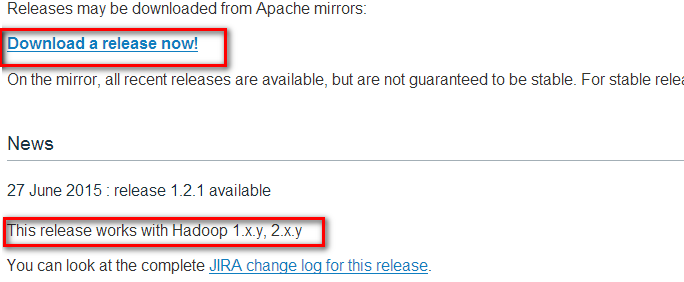 Releases may be downloaded from Apache mirrors:
Download a release now!
On the mirror, all recent releases are available, but are not guaranteed to be stable. For stable
News
27 June 2015 : release 1.2.1 available
This release works with Hadoop 1.x.y, 2.x.y
You can look at the complete JIRA change log for this release.